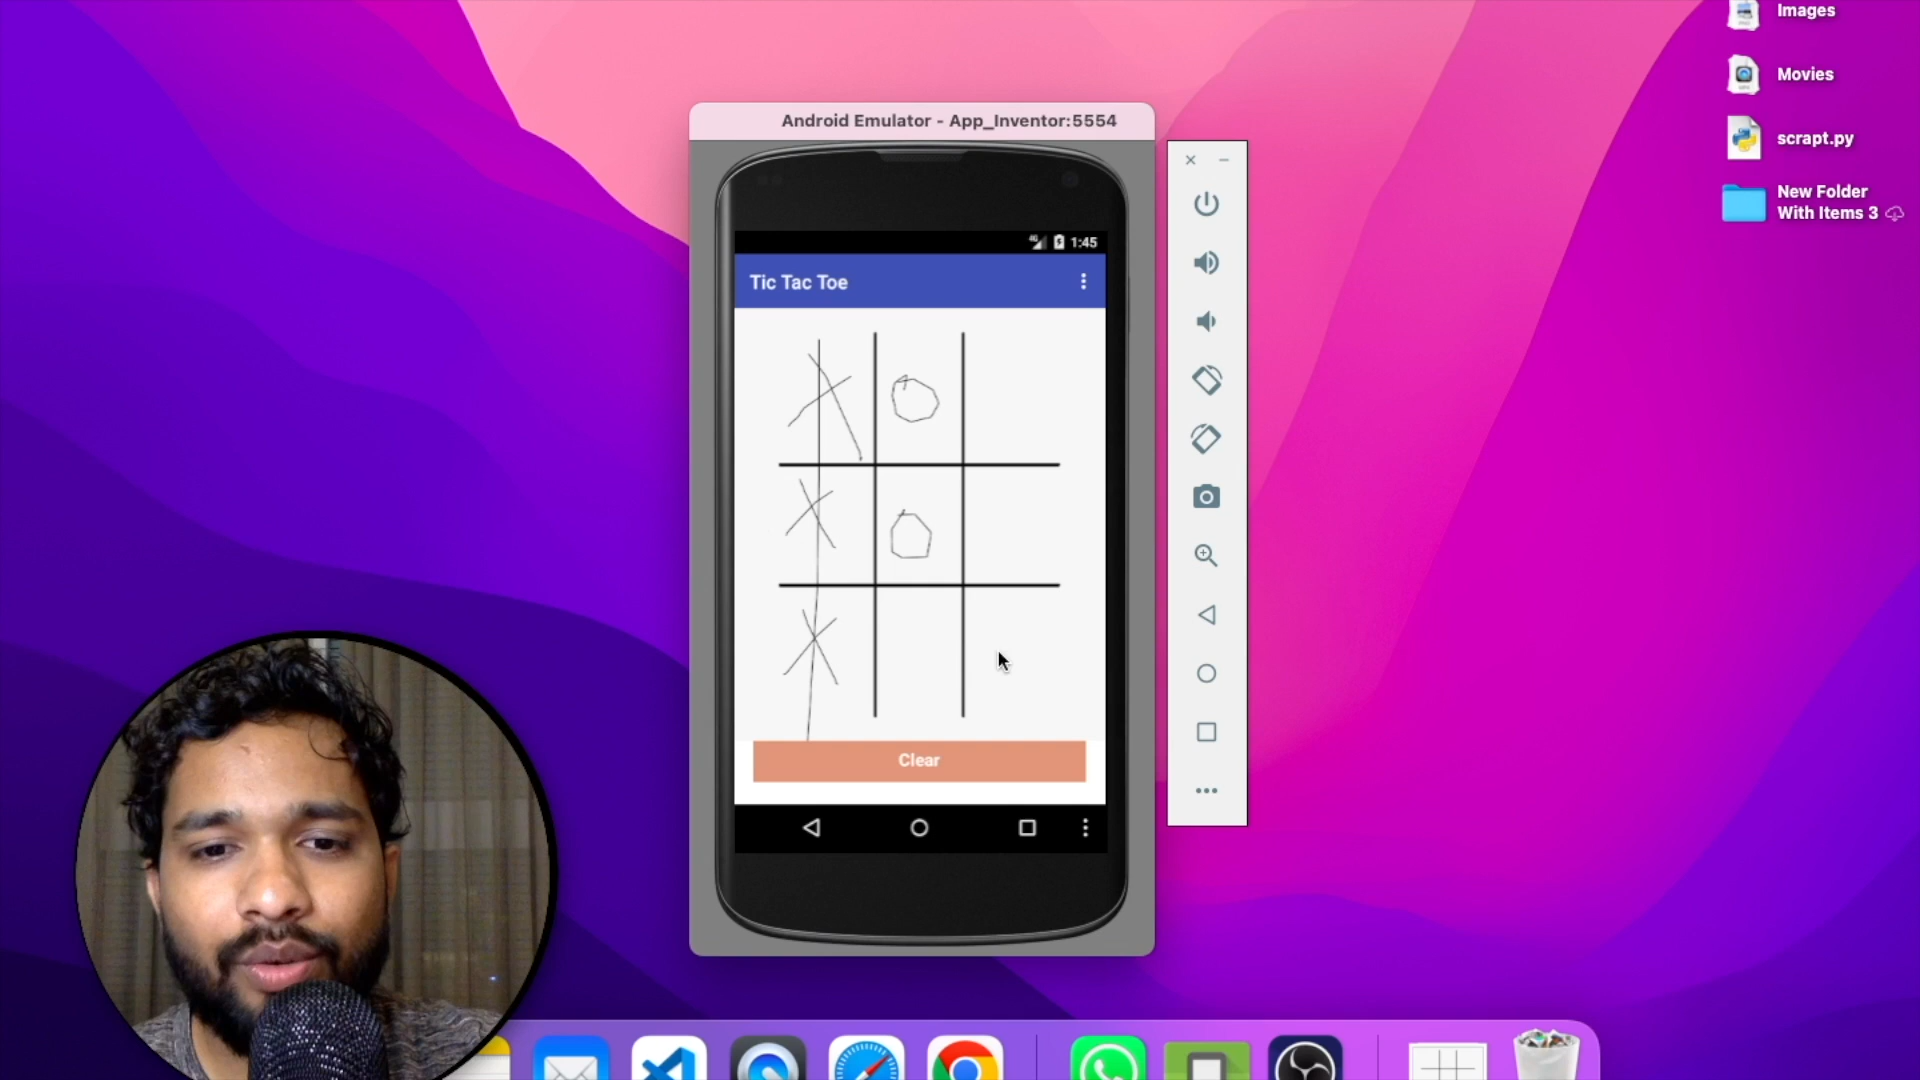 Images
Movies
Android Emulator - App_Inventor:5554
scrapt.py
New Folder
With Items 3
4G
1:45
Tic Tac Toe
X
O
X
O
X
Clear